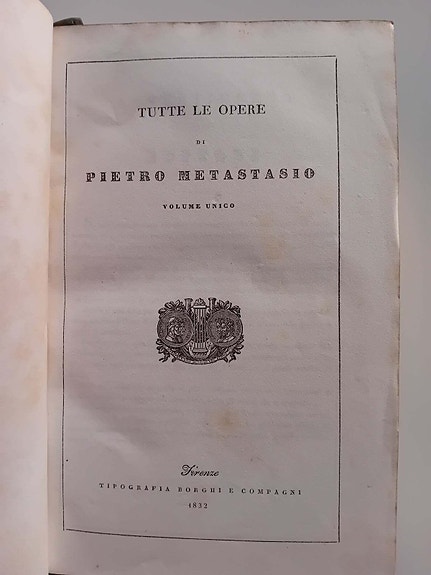 TUTTE LE OPERE
DI
PIETRO METASTASIO
VOLUME UNICO
Firenze
TIPOGRAFIA BORGHI E COMPAGNI
1832